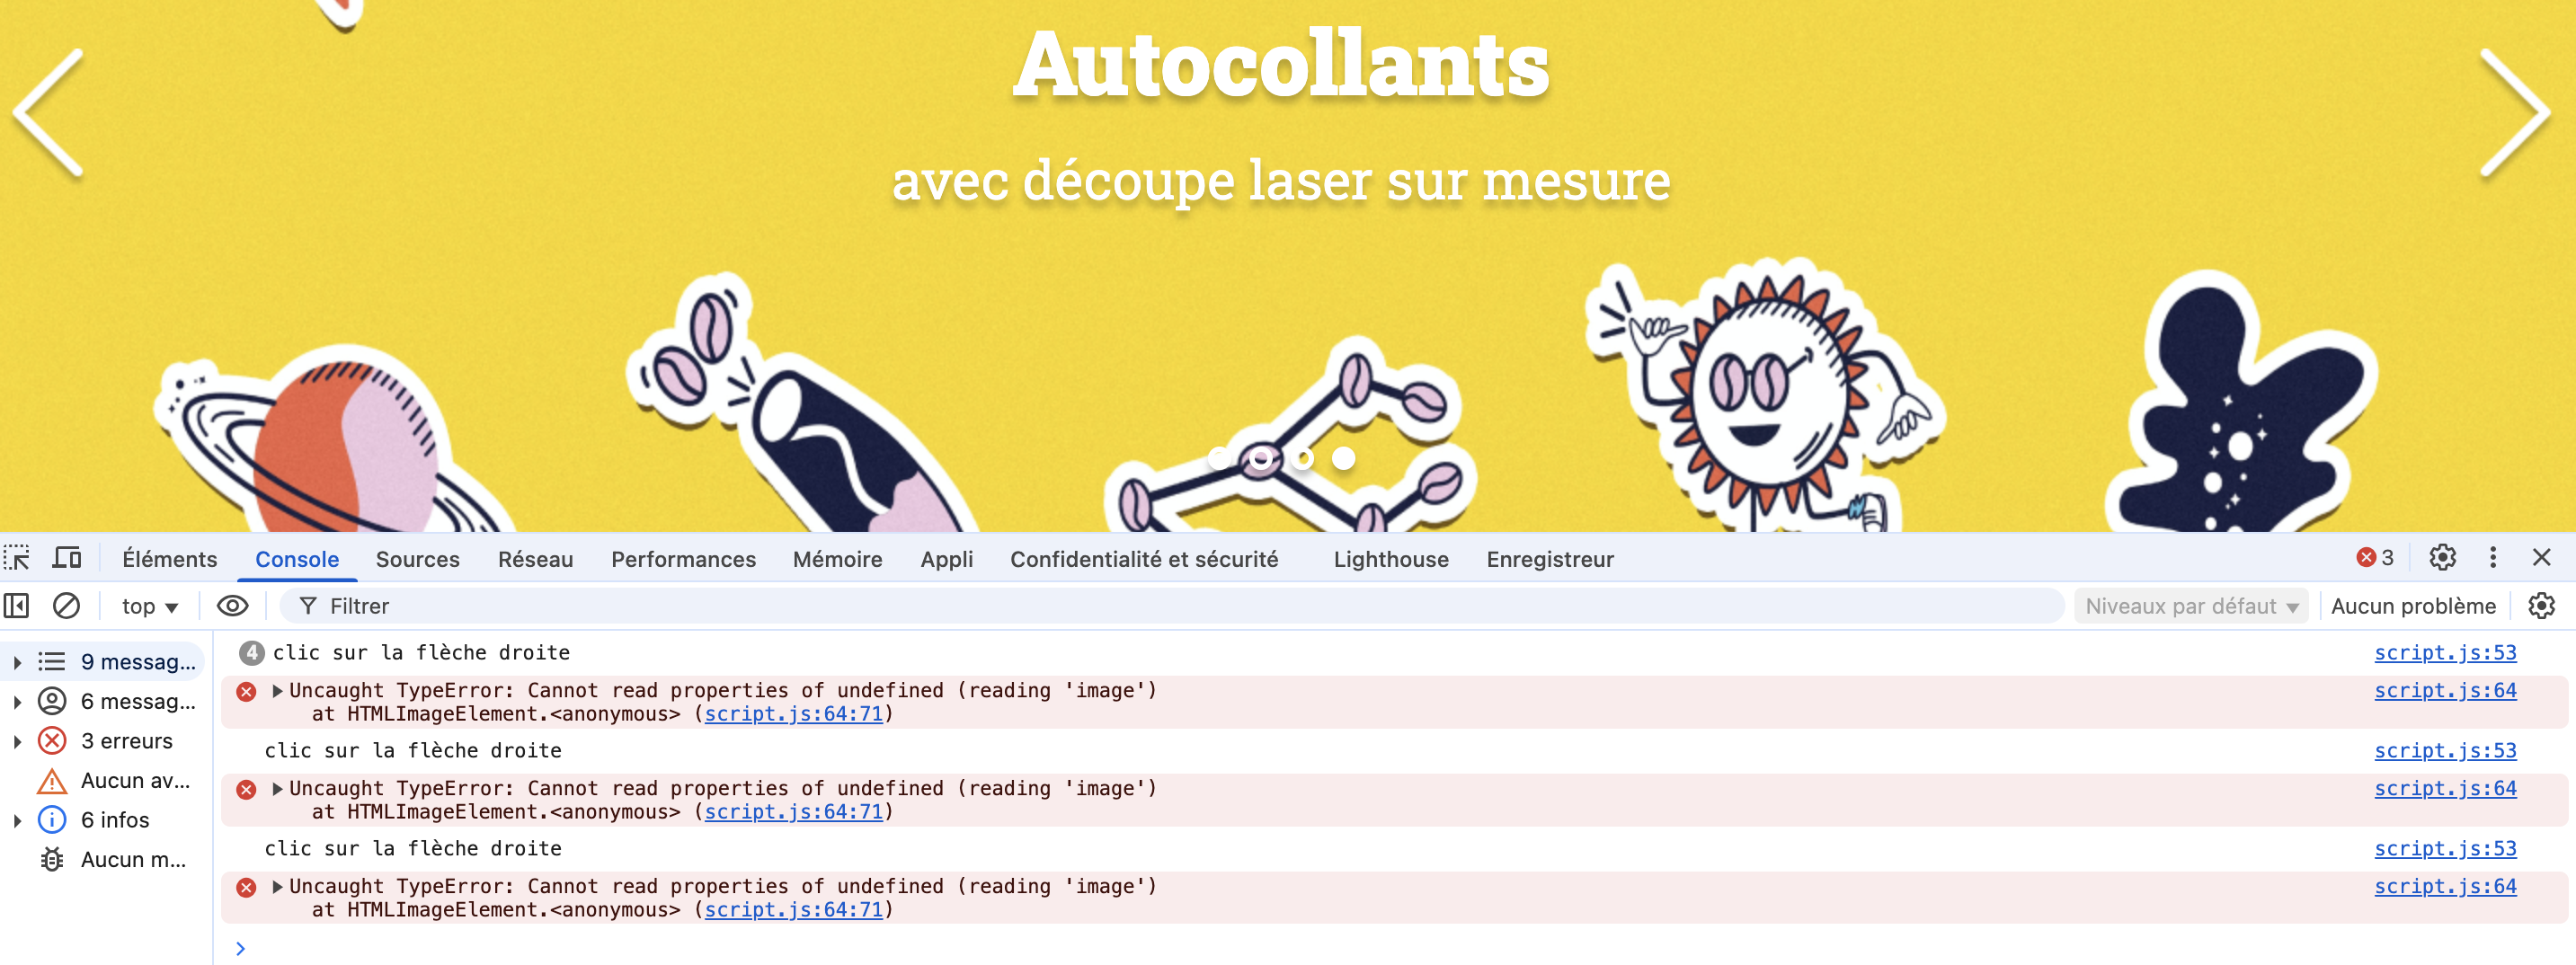 Autocollants
avec découpe laser sur mesure
Éléments Console Sources Réseau Performances Mémoire Appli Confidentialité et sécurité Lighthouse Enregistreur 3
top Filtrer Niveaux par défaut Aucun problème
9 messag...
6 messag...
3 erreurs
Aucun av...
6 infos
Aucun m...
4 clic sur la flèche droite script.js:53
Uncaught TypeError: Cannot read properties of undefined (reading 'image') script.js:64
at HTMLImageElement.<anonymous> (script.js:64:71)
clic sur la flèche droite script.js:53
Uncaught TypeError: Cannot read properties of undefined (reading 'image') script.js:64
at HTMLImageElement.<anonymous> (script.js:64:71)
clic sur la flèche droite script.js:53
Uncaught TypeError: Cannot read properties of undefined (reading 'image') script.js:64
at HTMLImageElement.<anonymous> (script.js:64:71)